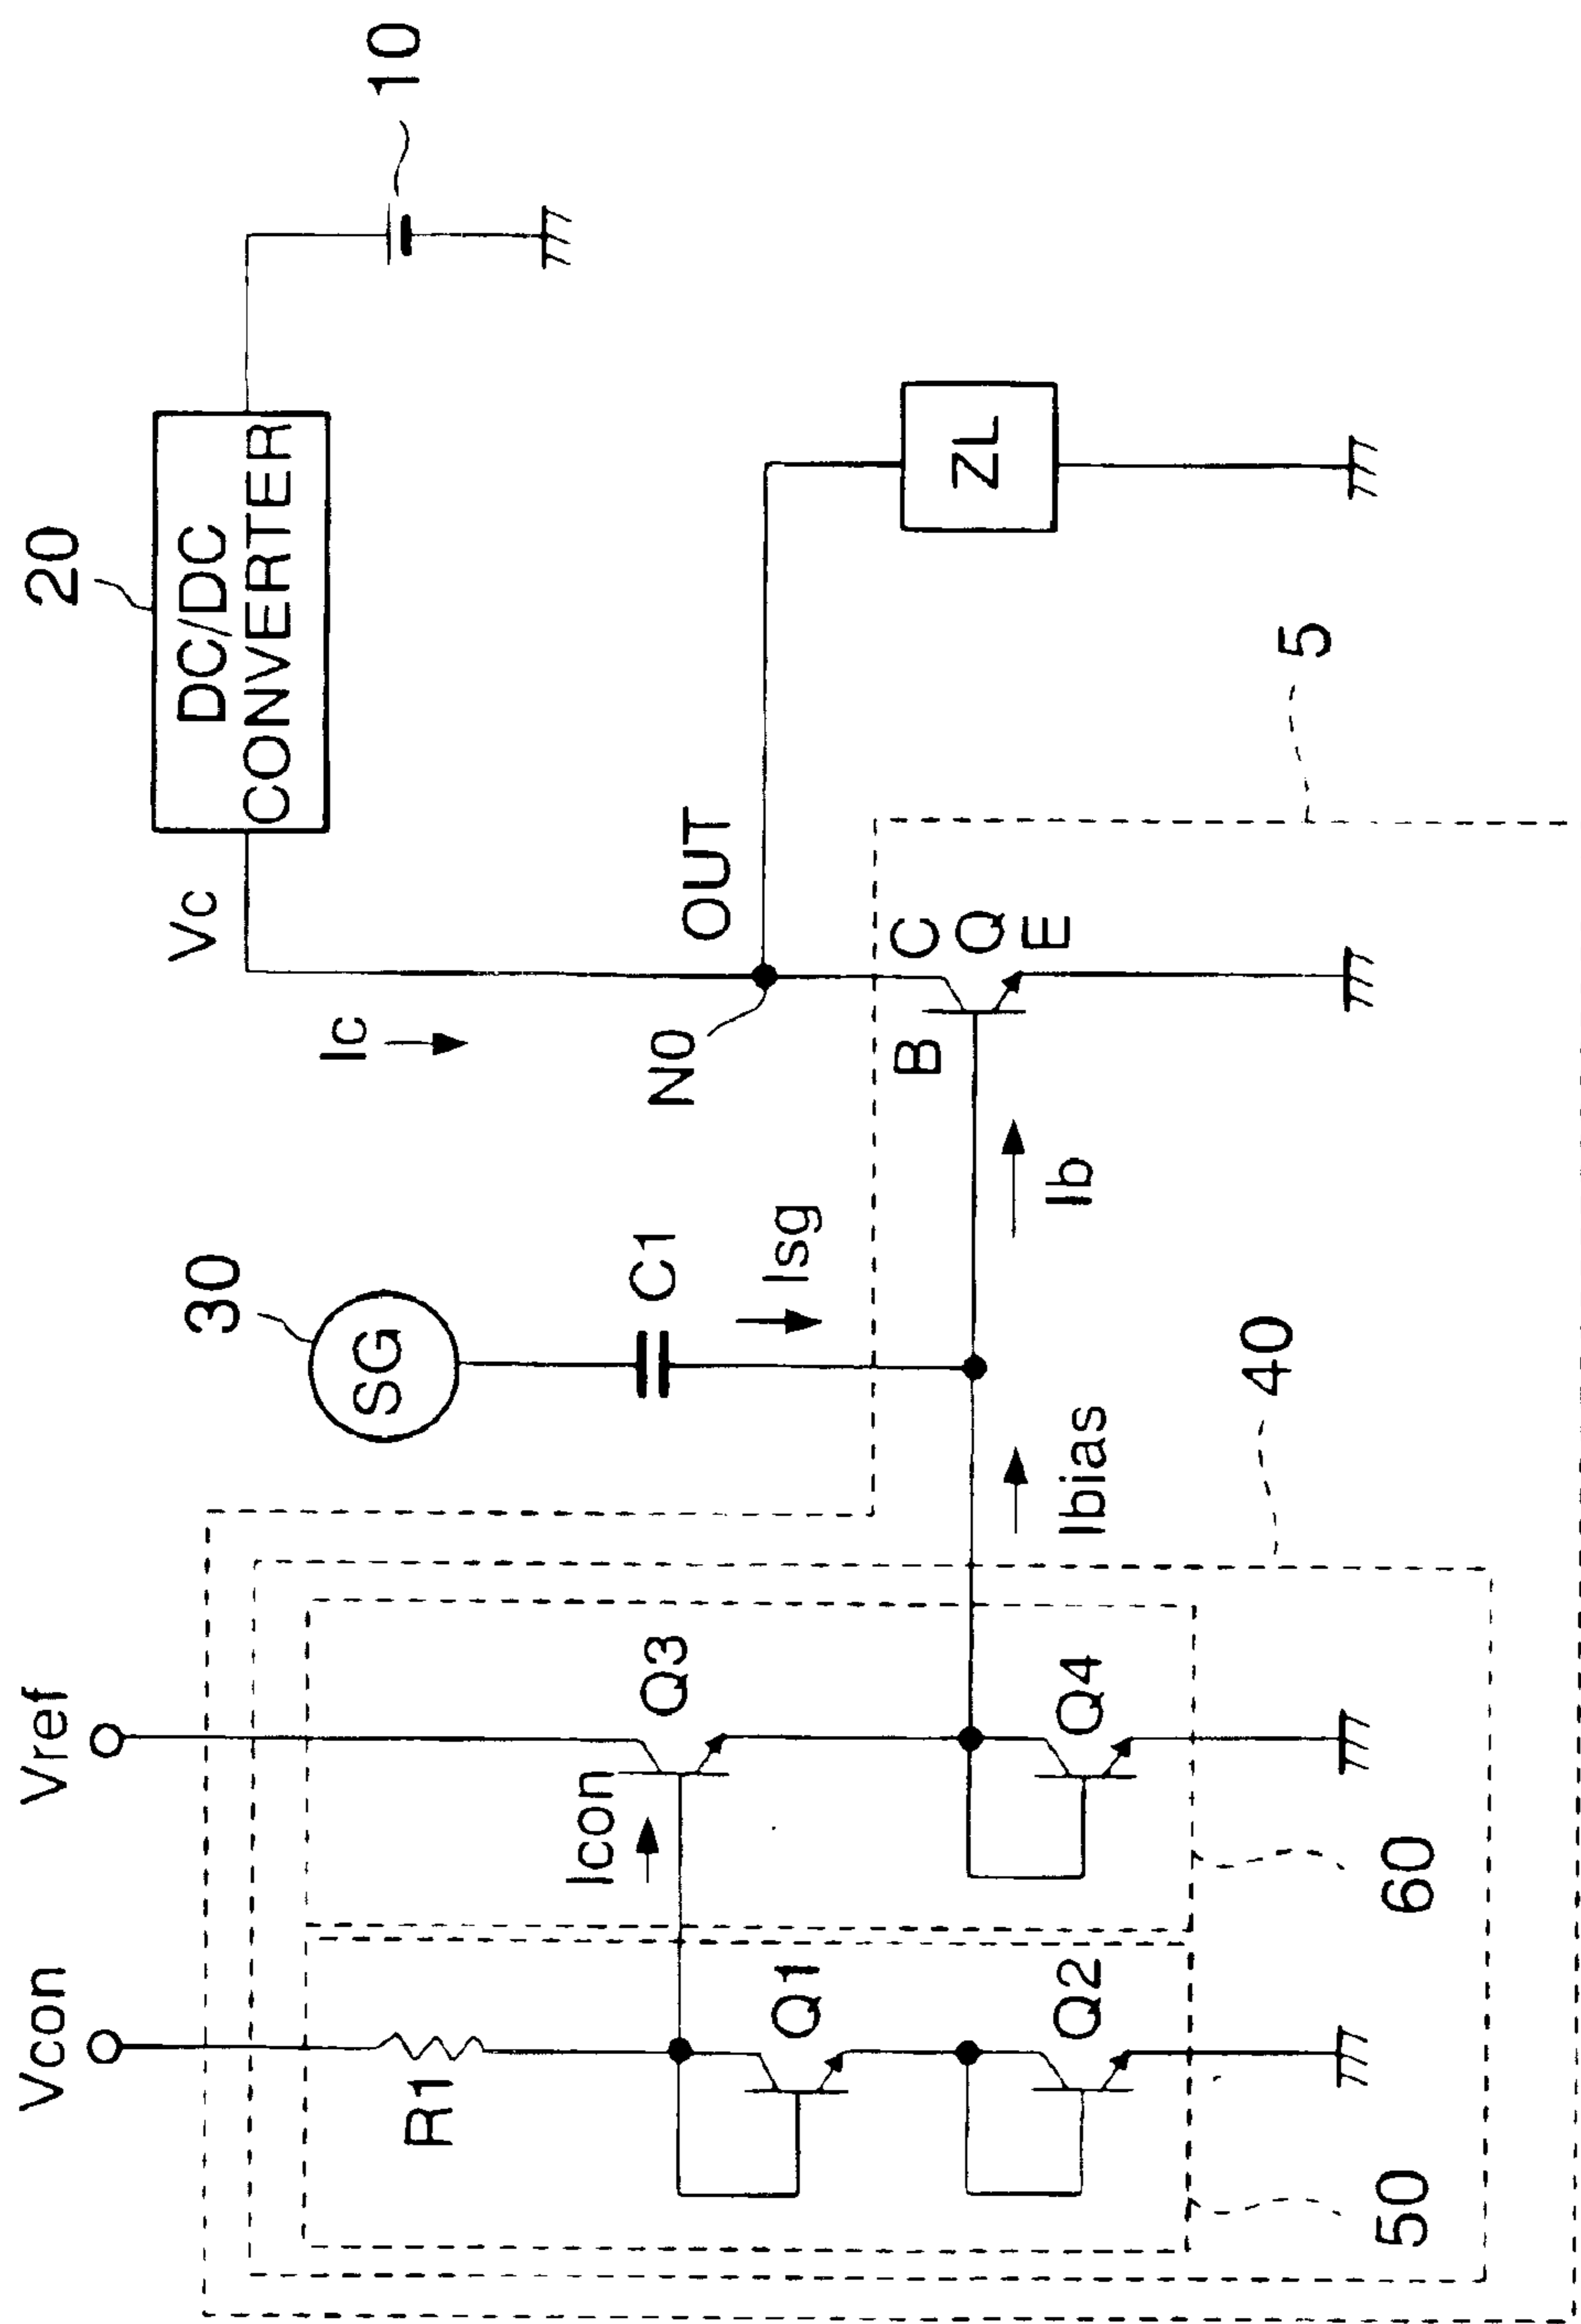 Vcon
Vref
20
DC/DC
CONVERTER
10
Vc
Ic
30
SG
C1
Isg
OUT
N0
ZL
R1
Q1
Q2
Icon
Q3
Q4
Ibias
Ib
B
C
Q
E
5
50
60
40